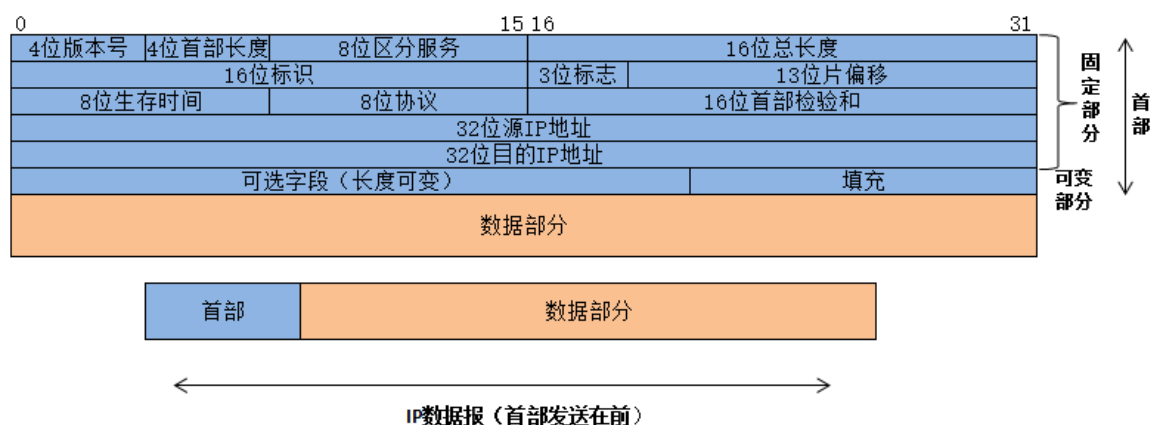 0 15 16 31
4位版本号 4位首部长度 8位区分服务 16位总长度
16位标识 3位标志 13位片偏移
8位生存时间 8位协议 16位首部检验和
32位源IP地址
32位目的IP地址
可选字段（长度可变） 填充
数据部分
固定部分
可变部分
首部
首部 数据部分
IP数据报（首部发送在前）